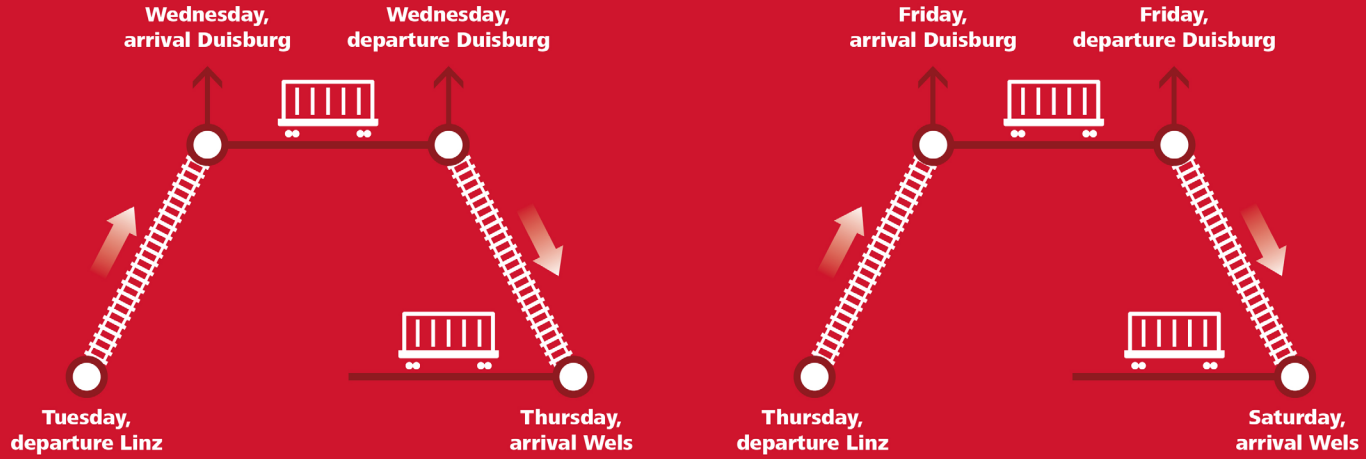 Wednesday,
arrival Duisburg
Wednesday,
departure Duisburg
Friday,
arrival Duisburg
Friday,
departure Duisburg
Tuesday,
departure Linz
Thursday,
arrival Wels
Thursday,
departure Linz
Saturday,
arrival Wels